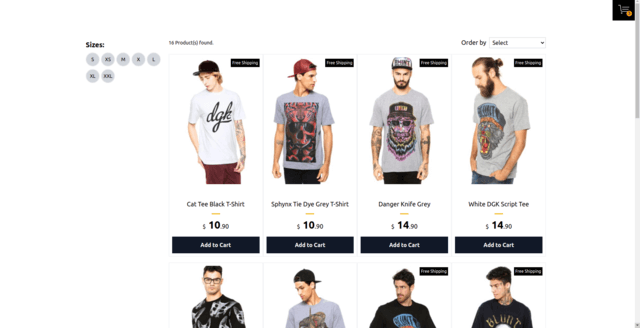 Sizes:
S XS M X L
XL XXL
16 Product(s) found.
Order by Select
Free Shipping
Free Shipping
Free Shipping
Free Shipping
dgk
Cat Tee Black T-Shirt
$ 10.90
Add to Cart
Sphynx Tie Dye Grey T-Shirt
$ 10.90
Add to Cart
Danger Knife Grey
$ 14.90
Add to Cart
White DGK Script Tee
$ 14.90
Add to Cart
Free Shipping
Free Shipping